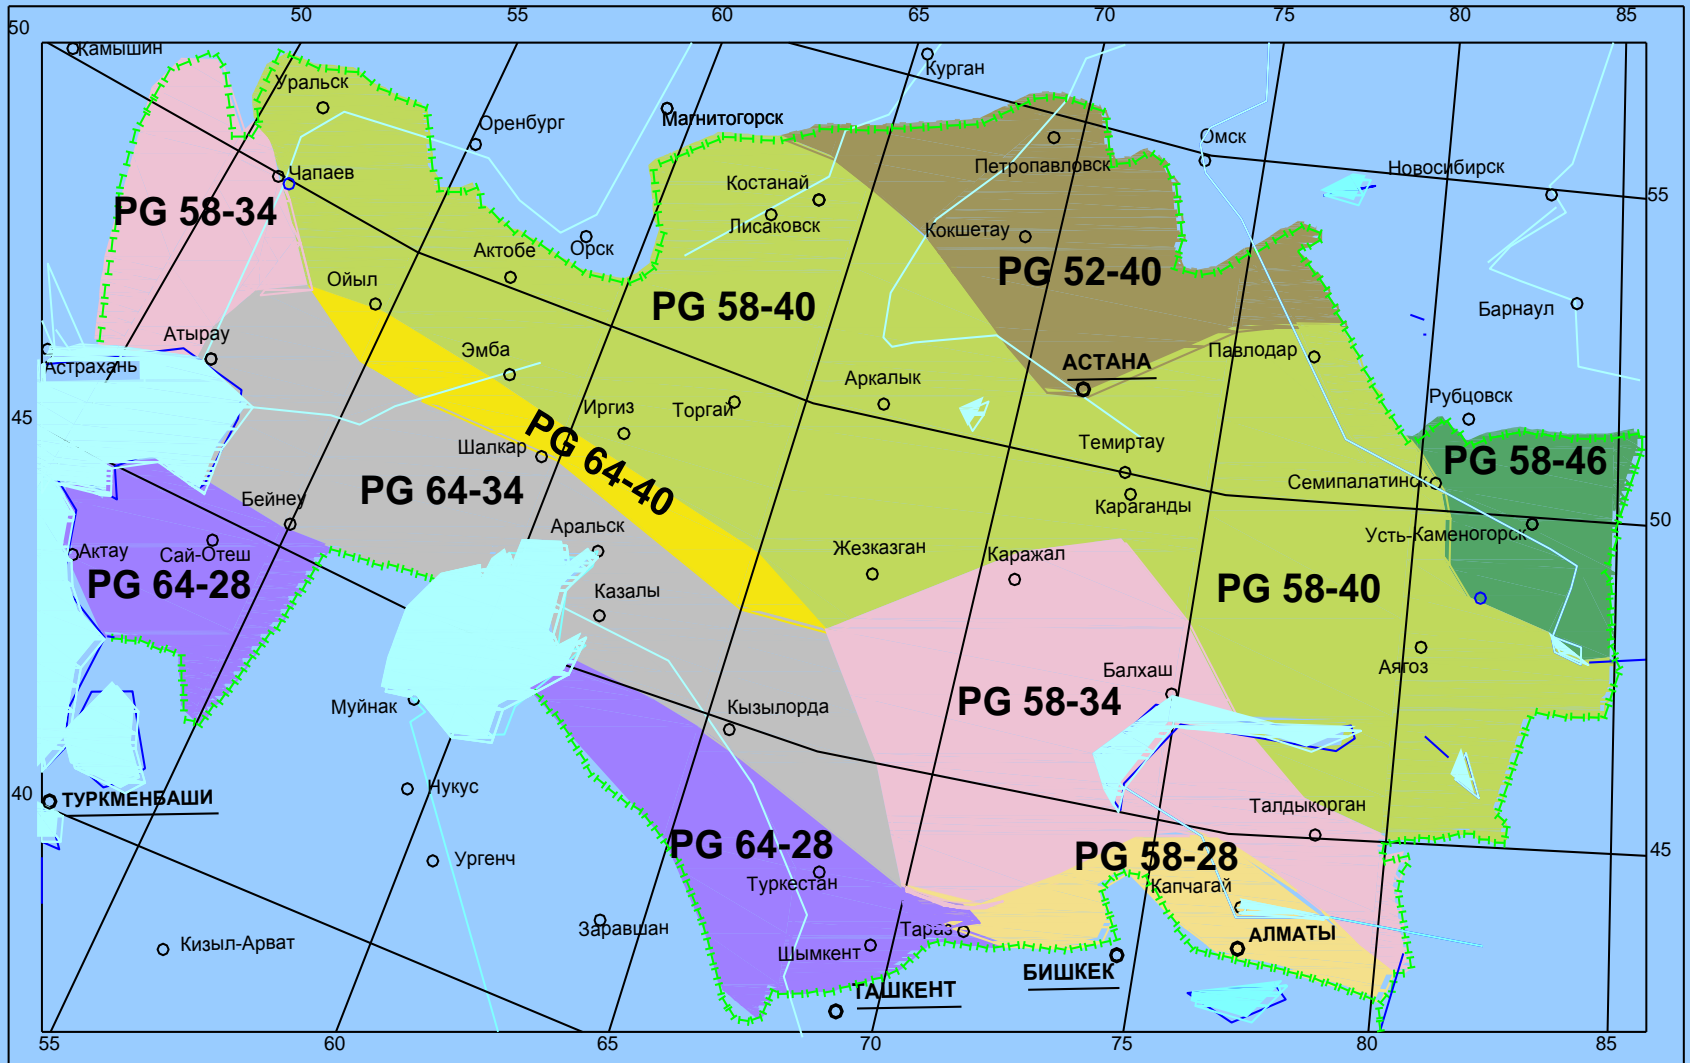 50 55 60 65 70 75 80 85
50
Камышин
Курган
Уральск
Магнитогорск
Оренбург
Омск
Петропавловск
Новосибирск
Чапаев
Костанай
55
PG 58-34
Лисаковск
Кокшетау
Актобе
Орск
PG 52-40
Ойыл
PG 58-40
Барнаул
Атырау
Эмба
АСТАНА
Павлодар
Астрахань
Аркалык
Рубцовск
45
Иргиз
Торгай
PG 64-40
Шалкар
Темиртау
PG 58-46
PG 64-34
Семипалатинск
Бейнеу
Караганды
50
Аральск
Усть-Каменогорск
Актау
Сай-Отеш
Жезказган
Каражал
PG 64-28
Казалы
PG 58-40
Балхаш
Аягоз
Муйнак
Кызылорда
PG 58-34
40
ТУРКМЕНБАШИ
Нукус
Талдыкорган
PG 64-28
PG 58-28
45
Ургенч
Туркестан
Капчагай
Заравшан
Тараз
АЛМАТЫ
Кизыл-Арват
Шымкент
БИШКЕК
ТАШКЕНТ
55 60 65 70 75 80 85